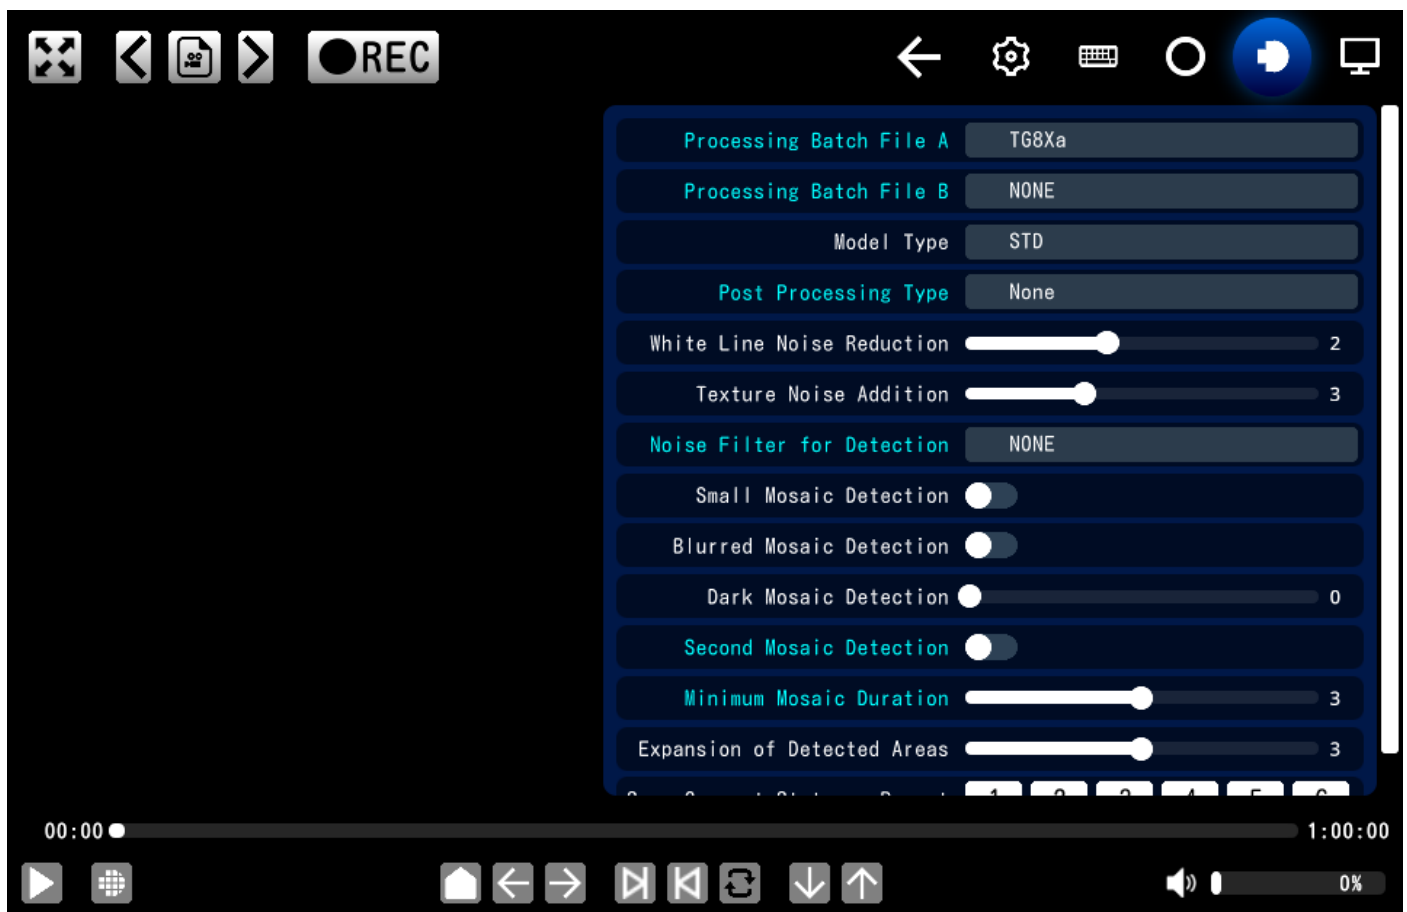 REC
Processing Batch File A TG8Xa
Processing Batch File B NONE
Model Type STD
Post Processing Type None
White Line Noise Reduction 2
Texture Noise Addition 3
Noise Filter for Detection NONE
Small Mosaic Detection
Blurred Mosaic Detection
Dark Mosaic Detection 0
Second Mosaic Detection
Minimum Mosaic Duration 3
Expansion of Detected Areas 3
00:00 1:00:00
0%